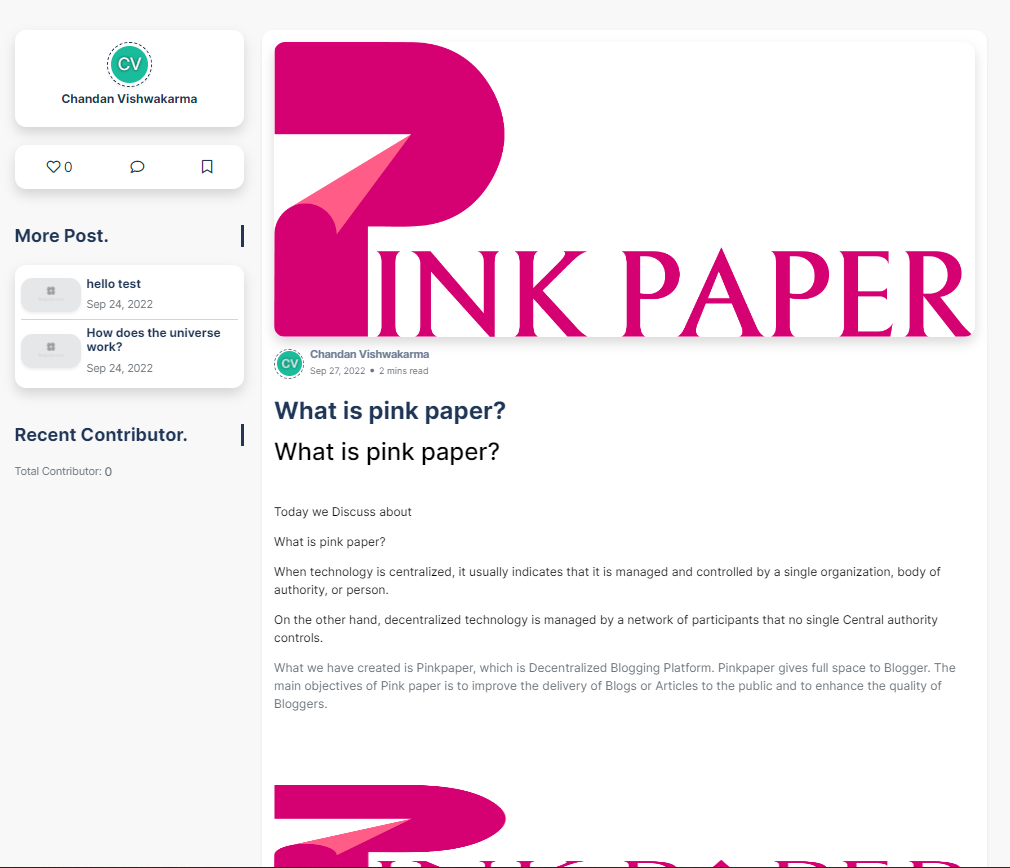 CV
Chandan Vishwakarma
0
More Post.
hello test
Sep 24, 2022
How does the universe
work?
Sep 24, 2022
Recent Contributor.
Total Contributor: 0
PINK PAPER
CV
Chandan Vishwakarma
Sep 27, 2022 • 2 mins read
What is pink paper?
What is pink paper?
Today we Discuss about
What is pink paper?
When technology is centralized, it usually indicates that it is managed and controlled by a single organization, body of
authority, or person.
On the other hand, decentralized technology is managed by a network of participants that no single Central authority
controls.
What we have created is Pinkpaper, which is Decentralized Blogging Platform. Pinkpaper gives full space to Blogger. The
main objectives of Pink paper is to improve the delivery of Blogs or Articles to the public and to enhance the quality of
Bloggers.